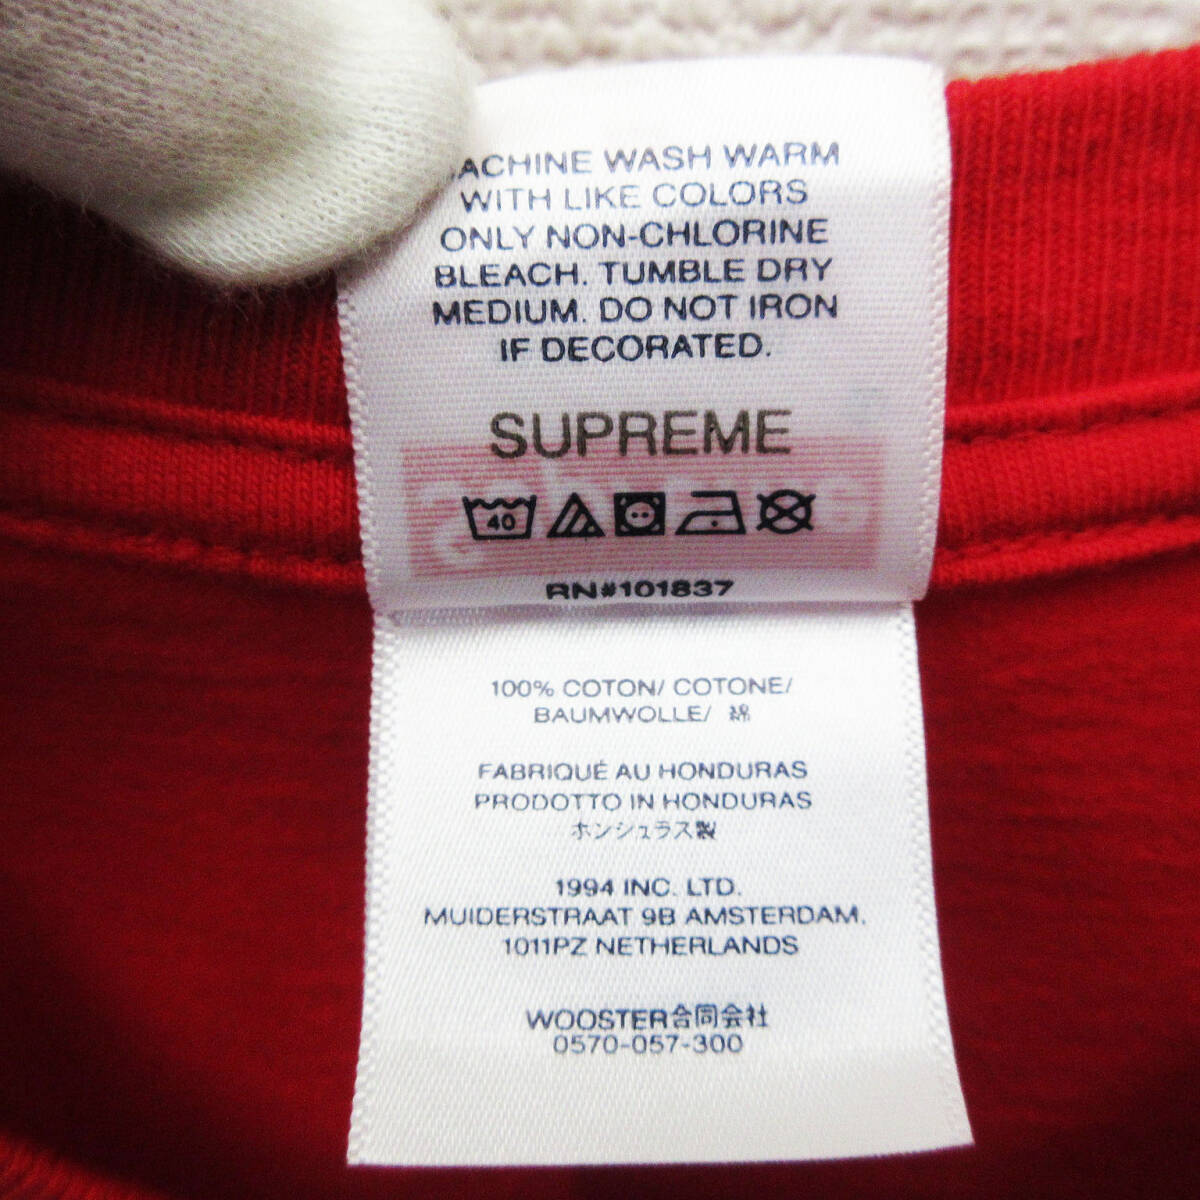 MACHINE WASH WARM
WITH LIKE COLORS
ONLY NON-CHLORINE
BLEACH. TUMBLE DRY
MEDIUM. DO NOT IRON
IF DECORATED.
SUPREME
40
RN#101837
100% COTON/ COTONE/
BAUMWOLLE/ 綿
FABRIQUÉ AU HONDURAS
PRODOTTO IN HONDURAS
ホンジュラス製
1994 INC. LTD.
MUIDERSTRAAT 9B AMSTERDAM.
1011PZ NETHERLANDS
WOOSTER合同会社
0570-057-300